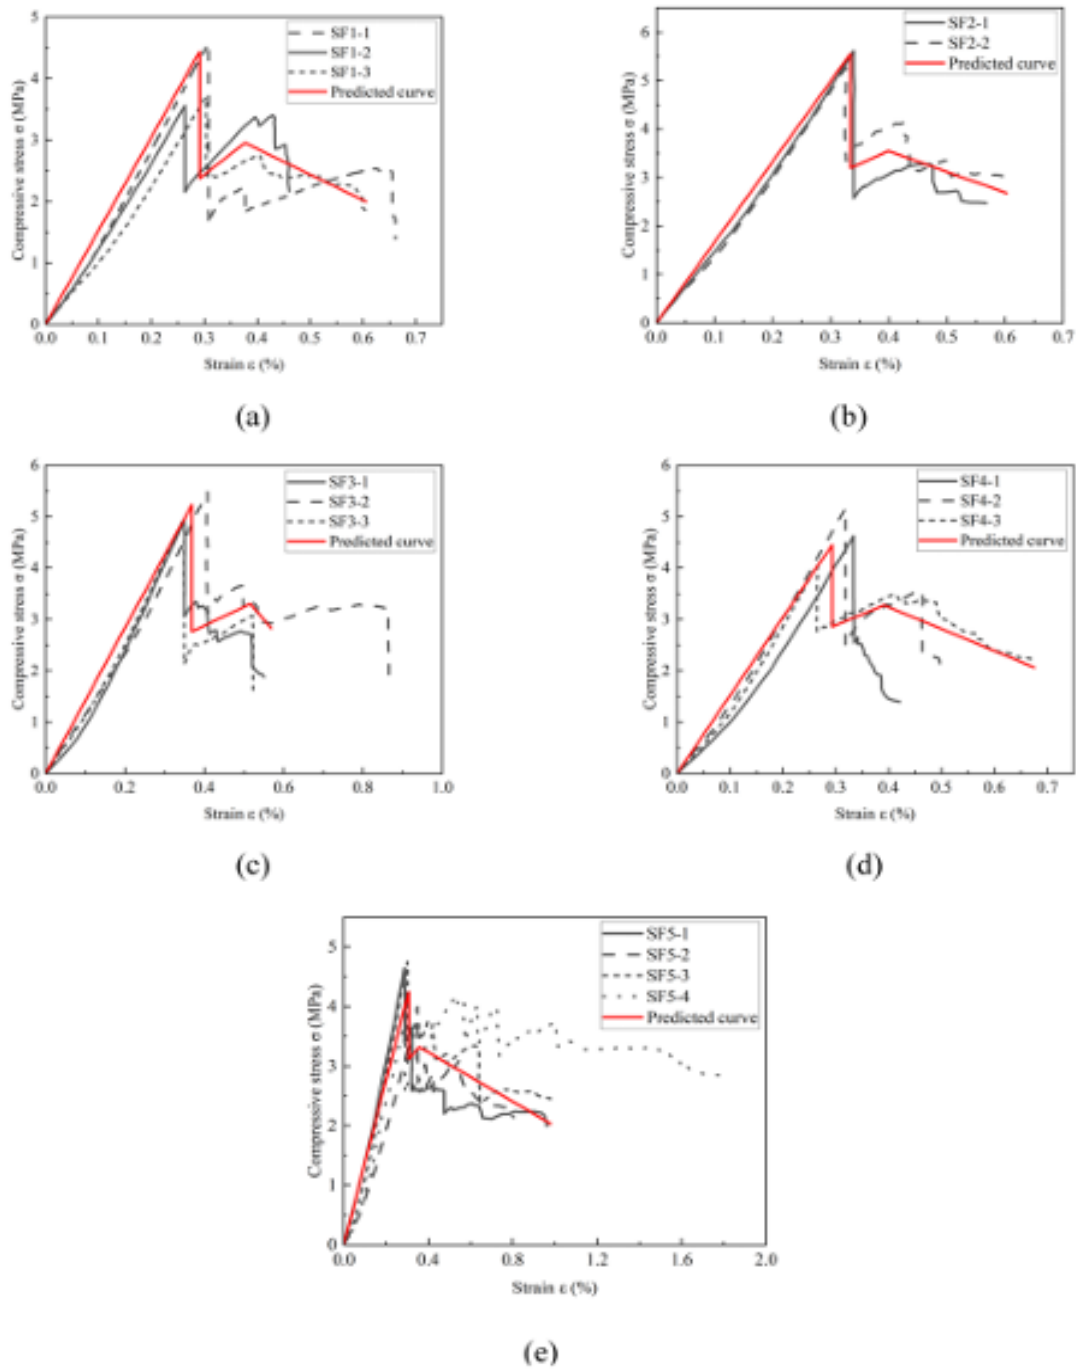 5
4
3
2
1
0
0.0 0.1 0.2 0.3 0.4 0.5 0.6 0.7
Compressive stress σ (MPa)
Strain ε (%)
SF1-1
SF1-2
SF1-3
Predicted curve
(a)
6
5
4
3
2
1
0
0.0 0.1 0.2 0.3 0.4 0.5 0.6 0.7
Compressive stress σ (MPa)
Strain ε (%)
SF2-1
SF2-2
Predicted curve
(b)
6
5
4
3
2
1
0
0.0 0.2 0.4 0.6 0.8 1.0
Compressive stress σ (MPa)
Strain ε (%)
SF3-1
SF3-2
SF3-3
Predicted curve
(c)
6
5
4
3
2
1
0
0.0 0.1 0.2 0.3 0.4 0.5 0.6 0.7
Compressive stress σ (MPa)
Strain ε (%)
SF4-1
SF4-2
SF4-3
Predicted curve
(d)
5
4
3
2
1
0
0.0 0.4 0.8 1.2 1.6 2.0
Compressive stress σ (MPa)
Strain ε (%)
SF5-1
SF5-2
SF5-3
SF5-4
Predicted curve
(e)